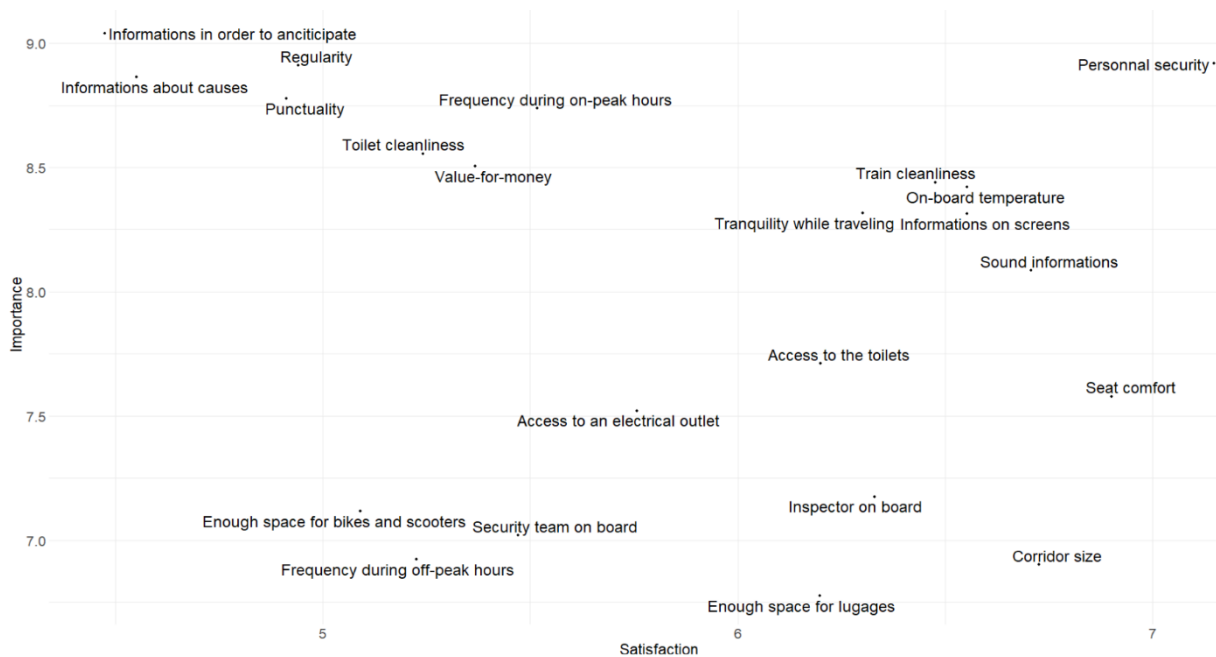 9.0
Informations in order to anciticipate
Regularity
Personnal security
Informations about causes
Frequency during on-peak hours
Punctuality
Toilet cleanliness
8.5
Value-for-money
Train cleanliness
On-board temperature
Tranquility while traveling
Informations on screens
Sound informations
8.0
Importance
Access to the toilets
Seat comfort
7.5
Access to an electrical outlet
Inspector on board
Enough space for bikes and scooters
Security team on board
7.0
Corridor size
Frequency during off-peak hours
Enough space for lugages
5
6
7
Satisfaction